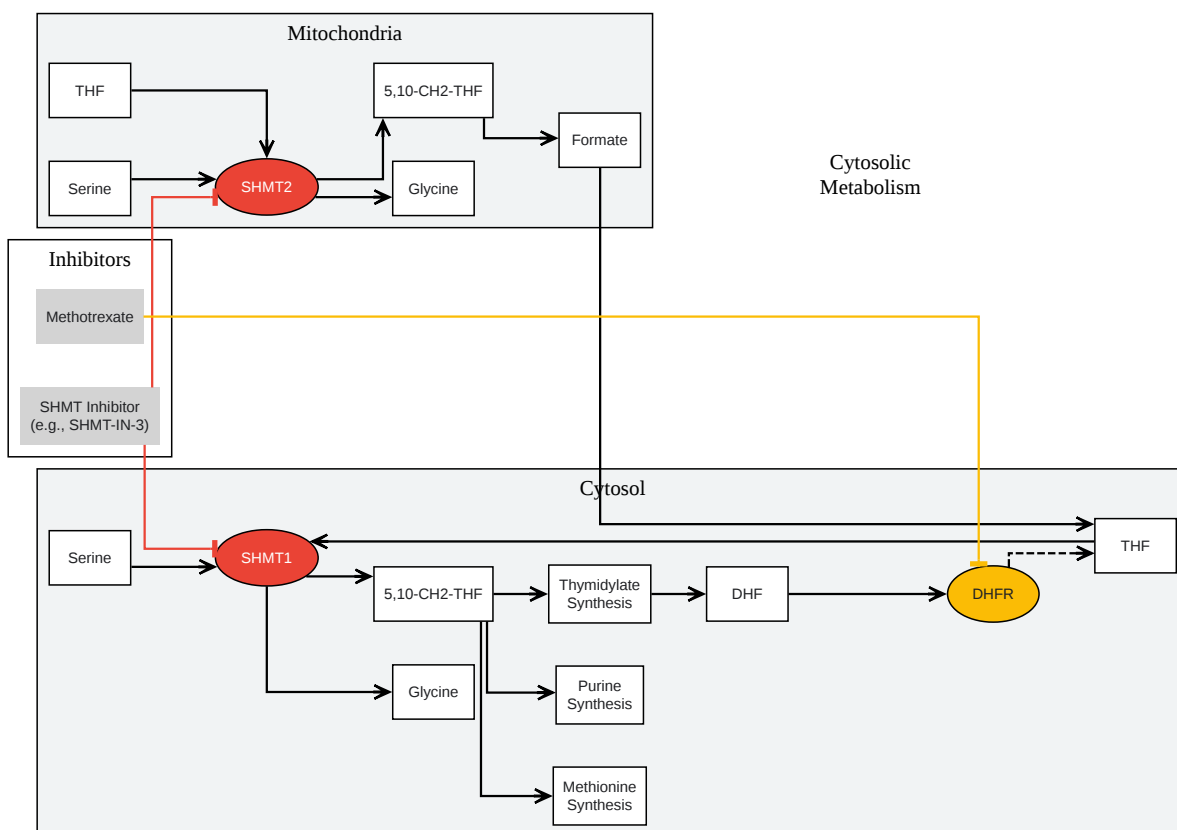 Mitochondria
THF
5,10-CH2-THF
Formate
Serine
SHMT2
Glycine
Cytosolic
Metabolism
Inhibitors
Methotrexate
SHMT Inhibitor
(e.g., SHMT-IN-3)
Cytosol
Serine
SHMT1
THF
5,10-CH2-THF
Thymidylate
Synthesis
DHF
DHFR
Glycine
Purine
Synthesis
Methionine
Synthesis